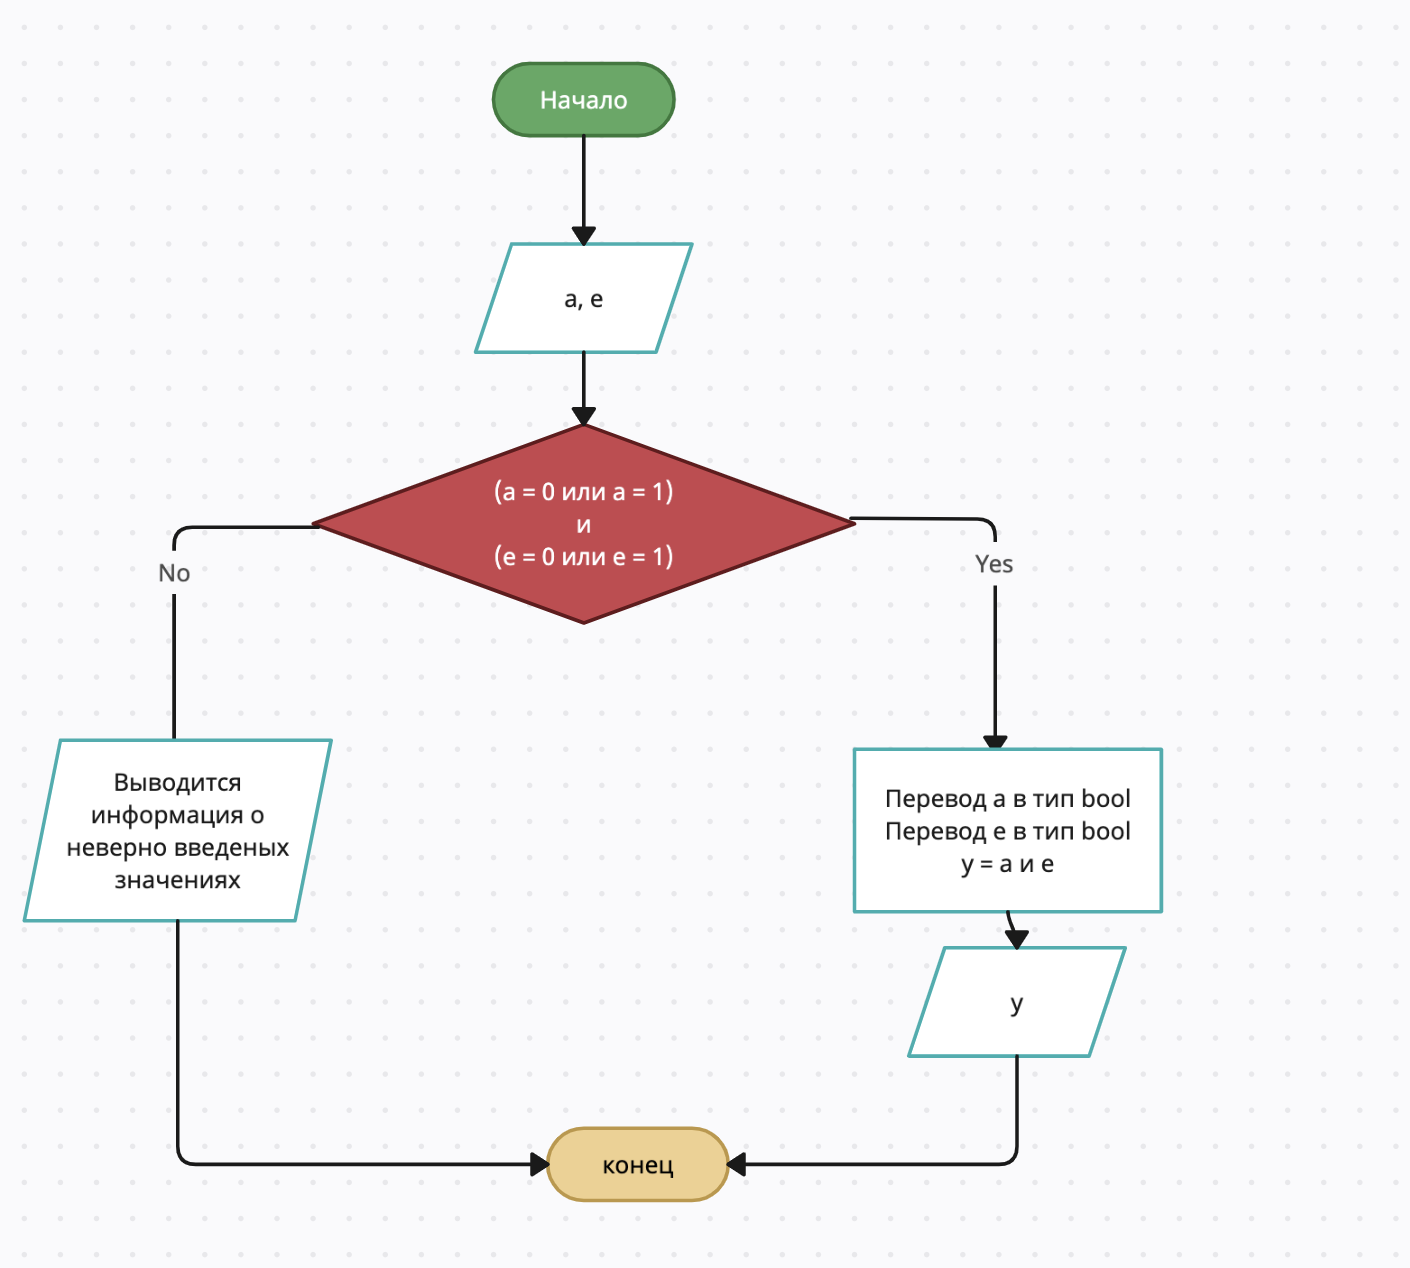 Начало
a, e
(a = 0 или a = 1)
и
(e = 0 или e = 1)
No
Yes
Выводится
информация о
неверно введеных
значениях
Перевод a в тип bool
Перевод e в тип bool
y = a и e
y
конец